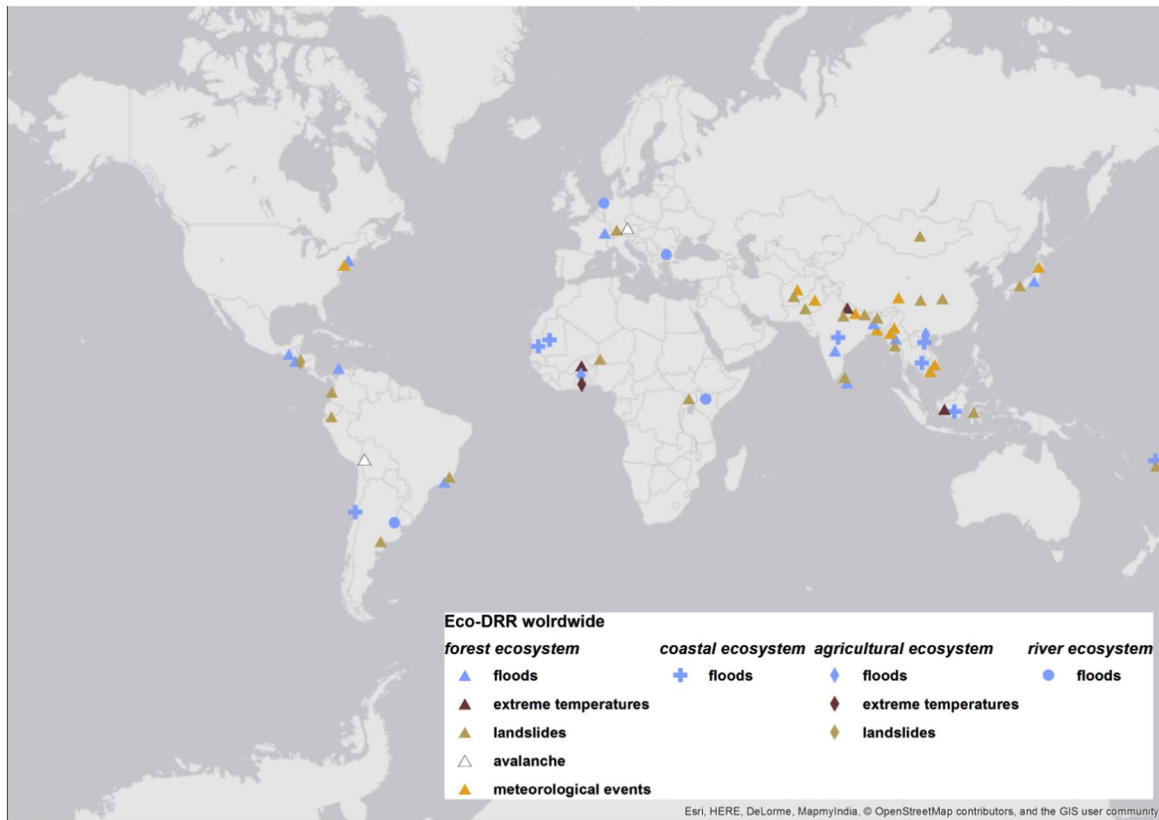 Eco-DRR wolrdwide
forest ecosystem coastal ecosystem agricultural ecosystem river ecosystem
floods floods floods floods
extreme temperatures extreme temperatures
landslides landslides
avalanche
meteorological events
Esri, HERE, DeLorme, MapmyIndia, © OpenStreetMap contributors, and the GIS user community